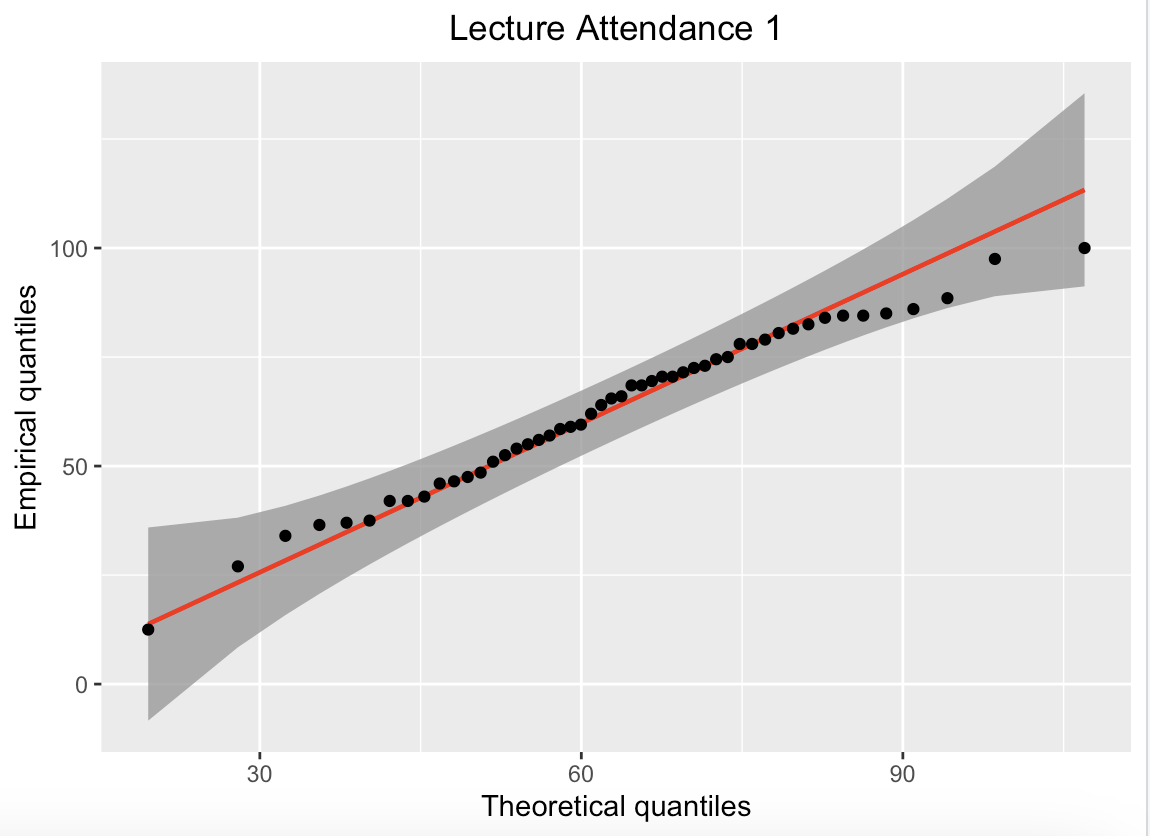 Lecture Attendance 1
Empirical quantiles
100
50
0
30
60
90
Theoretical quantiles